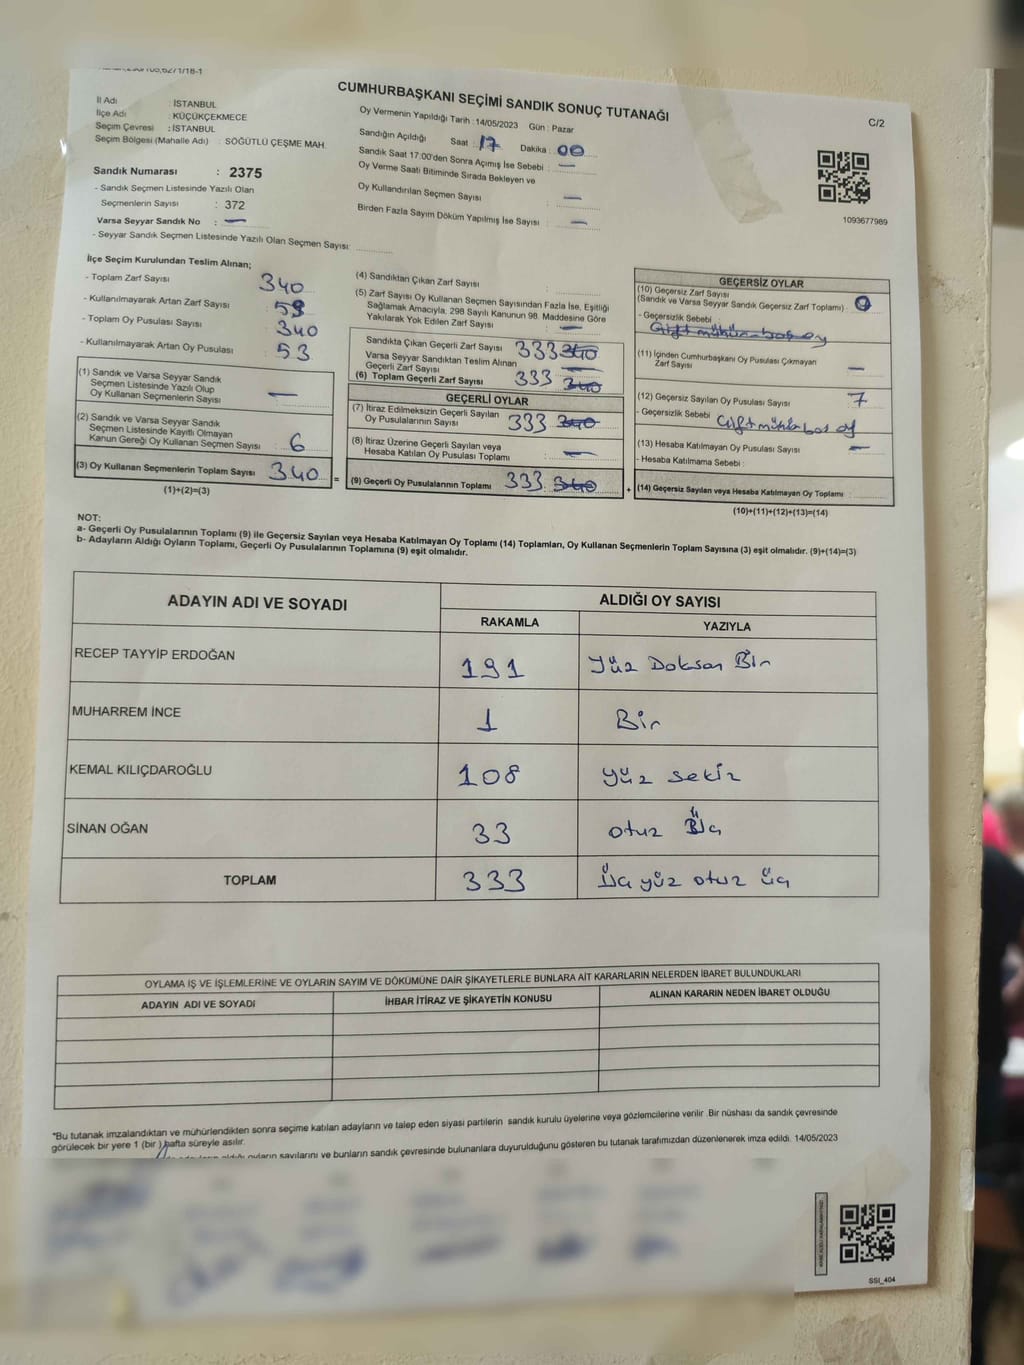 CUMHURBAŞKANI SEÇİMİ SANDIK SONUÇ TUTANAĞI
C/2
İl Adı : İSTANBUL
İlçe Adı : KÜÇÜKÇEKMECE
Seçim Çevresi : İSTANBUL
Seçim Bölgesi (Mahalle Adı) : SÖĞÜTLÜ ÇEŞME MAH.
Sandık Numarası : 2375
- Sandık Seçmen Listesinde Yazılı Olan
Seçmenlerin Sayısı : 372
Varsa Seyyar Sandık No : —
- Seyyar Sandık Seçmen Listesinde Yazılı Olan Seçmen Sayısı:
Oy Vermenin Yapıldığı Tarih : 14/05/2023 Gün : Pazar
Sandığın Açıldığı Saat : 17 Dakika : 00
Sandık Saat 17:00'den Sonra Açımış İse Sebebi : —
Oy Verme Saati Bitiminde Sırada Bekleyen ve
Oy Kullandırılan Seçmen Sayısı : —
Birden Fazla Sayım Döküm Yapılmış İse Sayısı : —
1093677989
İlçe Seçim Kurulundan Teslim Alınan;
- Toplam Zarf Sayısı : 340
- Kullanılmayarak Artan Zarf Sayısı :
- Toplam Oy Pusulası Sayısı : 340
- Kullanılmayarak Artan Oy Pusulası : 53
(1) Sandık ve Varsa Seyyar Sandık
Seçmen Listesinde Yazılı Olup
Oy Kullanan Seçmenlerin Sayısı : —
(2) Sandık ve Varsa Seyyar Sandık
Seçmen Listesinde Kayıtlı Olmayan
Kanun Gereği Oy Kullanan Seçmen Sayısı : 6
(3) Oy Kullanan Seçmenlerin Toplam Sayısı : 340
(1)+(2)=(3)
=
(4) Sandıktan Çıkan Zarf Sayısı :
(5) Zarf Sayısı Oy Kullanan Seçmen Sayısından Fazla İse, Eşitliği
Sağlamak Amacıyla, 298 Sayılı Kanunun 98. Maddesine Göre
Yakılarak Yok Edilen Zarf Sayısı : —
Sandıkta Çıkan Geçerli Zarf Sayısı : 333 340
Varsa Seyyar Sandıktan Teslim Alınan
Geçerli Zarf Sayısı : —
(6) Toplam Geçerli Zarf Sayısı : 333 340
GEÇERLİ OYLAR
(7) İtiraz Edilmeksizin Geçerli Sayılan
Oy Pusulasının Sayısı : 333 340
(8) İtiraz Üzerine Geçerli Sayılan veya
Hesaba Katılan Oy Pusulası Toplamı : —
(9) Geçerli Oy Pusulalarının Toplamı : 333 340
+
GEÇERSİZ OYLAR
(10) Geçersiz Zarf Sayısı
(Sandık ve Varsa Seyyar Sandık Geçersiz Zarf Toplamı) :
- Geçersizlik Sebebi :
Çift mühür-boş oy
(11) İçinden Cumhurbaşkanı Oy Pusulası Çıkmayan
Zarf Sayısı : —
(12) Geçersiz Sayılan Oy Pusulası Sayısı : 7
- Geçersizlik Sebebi : Çift mühür boş oy
(13) Hesaba Katılmayan Oy Pusulası Sayısı : —
- Hesaba Katılmama Sebebi :
(14) Geçersiz Sayılan veya Hesaba Katılmayan Oy Toplamı :
(10)+(11)+(12)+(13)=(14)
NOT:
a- Geçerli Oy Pusulalarının Toplamı (9) ile Geçersiz Sayılan veya Hesaba Katılmayan Oy Toplamı (14) Toplamları, Oy Kullanan Seçmenlerin Toplam Sayısına (3) eşit olmalıdır. (9)+(14)=(3)
b- Adayların Aldığı Oyların Toplamı, Geçerli Oy Pusulalarının Toplamına (9) eşit olmalıdır.
ADAYIN ADI VE SOYADI
ALDIĞI OY SAYISI
RAKAMLA YAZIYLA
RECEP TAYYİP ERDOĞAN 191 Yüz Doksan Bir
MUHARREM İNCE 1 Bir
KEMAL KILIÇDAROĞLU 108 Yüz sekiz
SİNAN OĞAN 33 otuz Üç
TOPLAM 333 Üç yüz otuz üç
OYLAMA İŞ VE İŞLEMLERİNE VE OYLARIN SAYIM VE DÖKÜMÜNE DAİR ŞİKAYETLERLE BUNLARA AİT KARARLARIN NELERDEN İBARET BULUNDUKLARI
ADAYIN ADI VE SOYADI İHBAR İTİRAZ VE ŞİKAYETİN KONUSU ALINAN KARARIN NEDEN İBARET OLDUĞU
*Bu tutanak imzalandıktan ve mühürlendikten sonra seçime katılan adayların ve talep eden siyasi partilerin sandık kurulu üyelerine veya gözlemcilerine verilir .Bir nüshası da sandık çevresinde
görülecek bir yere 1 (bir ) hafta süreyle asılır.
oyların sayılarını ve bunların sandık çevresinde bulunanlara duyurulduğunu gösteren bu tutanak tarafımızdan düzenlenerek imza edildi. 14/05/2023
SSI_404